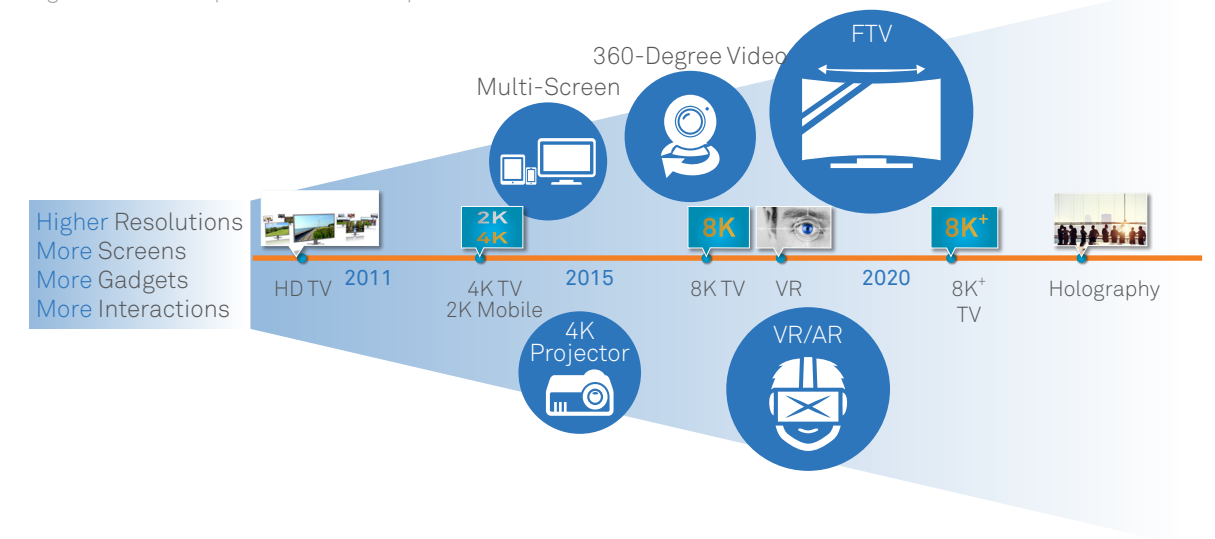 FTV
360-Degree Video
Multi-Screen
Higher Resolutions
More Screens
More Gadgets
More Interactions
2K
4K
8K
8K⁺
2011
2015
2020
HD TV
4K TV
2K Mobile
8K TV
VR
8K⁺
TV
Holography
4K
Projector
VR/AR